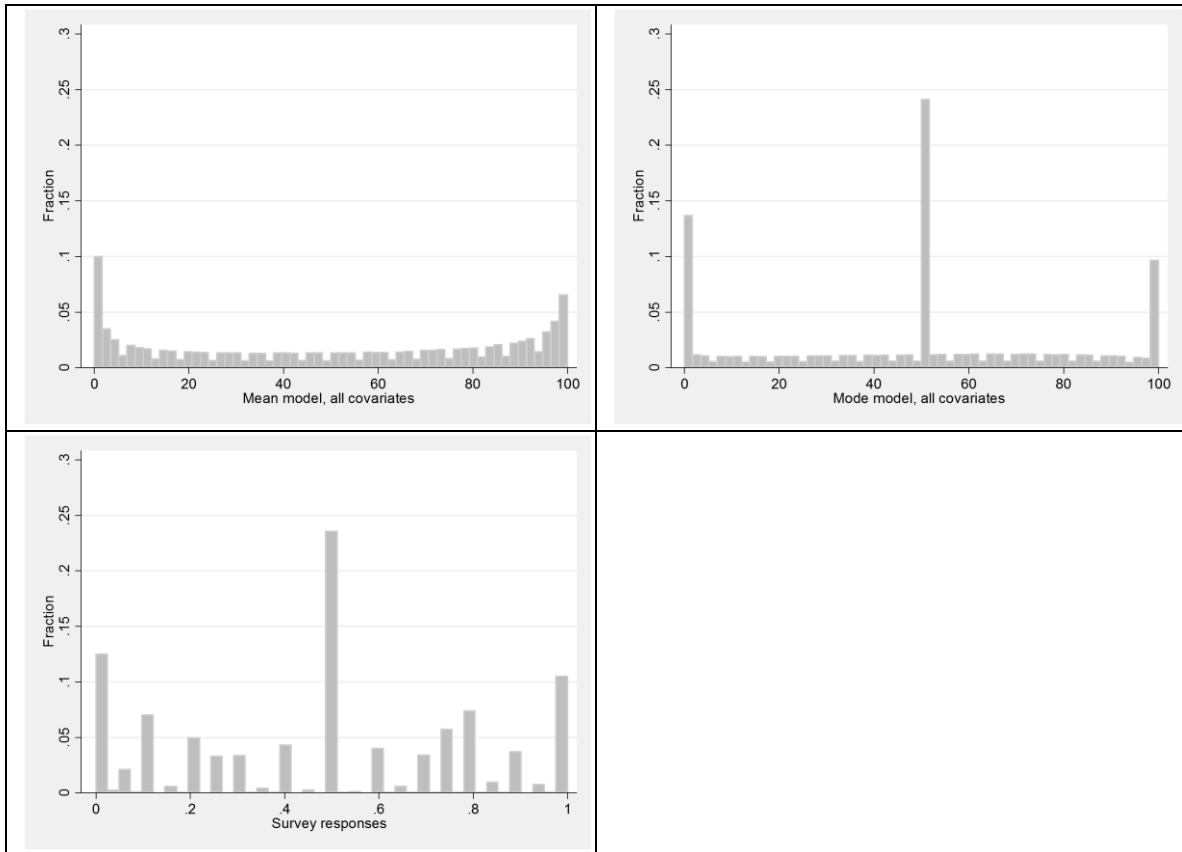 .3
.25
.2
.15
.1
.05
0
Fraction
0 20 40 60 80 100
Mean model, all covariates
.3
.25
.2
.15
.1
.05
0
Fraction
0 20 40 60 80 100
Mode model, all covariates
.3
.25
.2
.15
.1
.05
0
Fraction
0 .2 .4 .6 .8 1
Survey responses